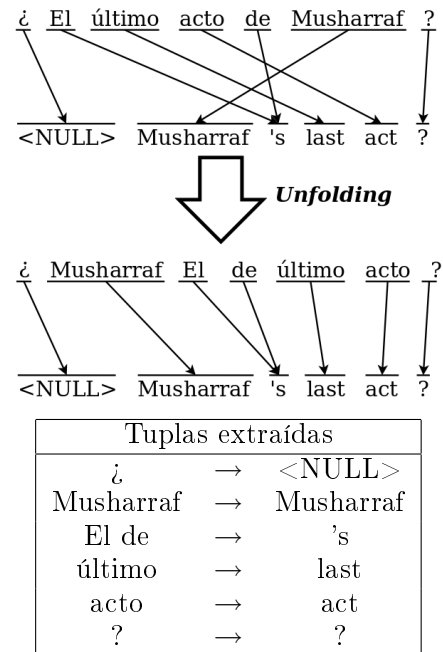 ¿ El último acto de Musharraf ?
<NULL> Musharraf 's last act ?
Unfolding
¿ Musharraf El de último acto ?
<NULL> Musharraf 's last act ?
Tuplas extraídas
¿ → <NULL>
Musharraf → Musharraf
El de → 's
último → last
acto → act
? → ?